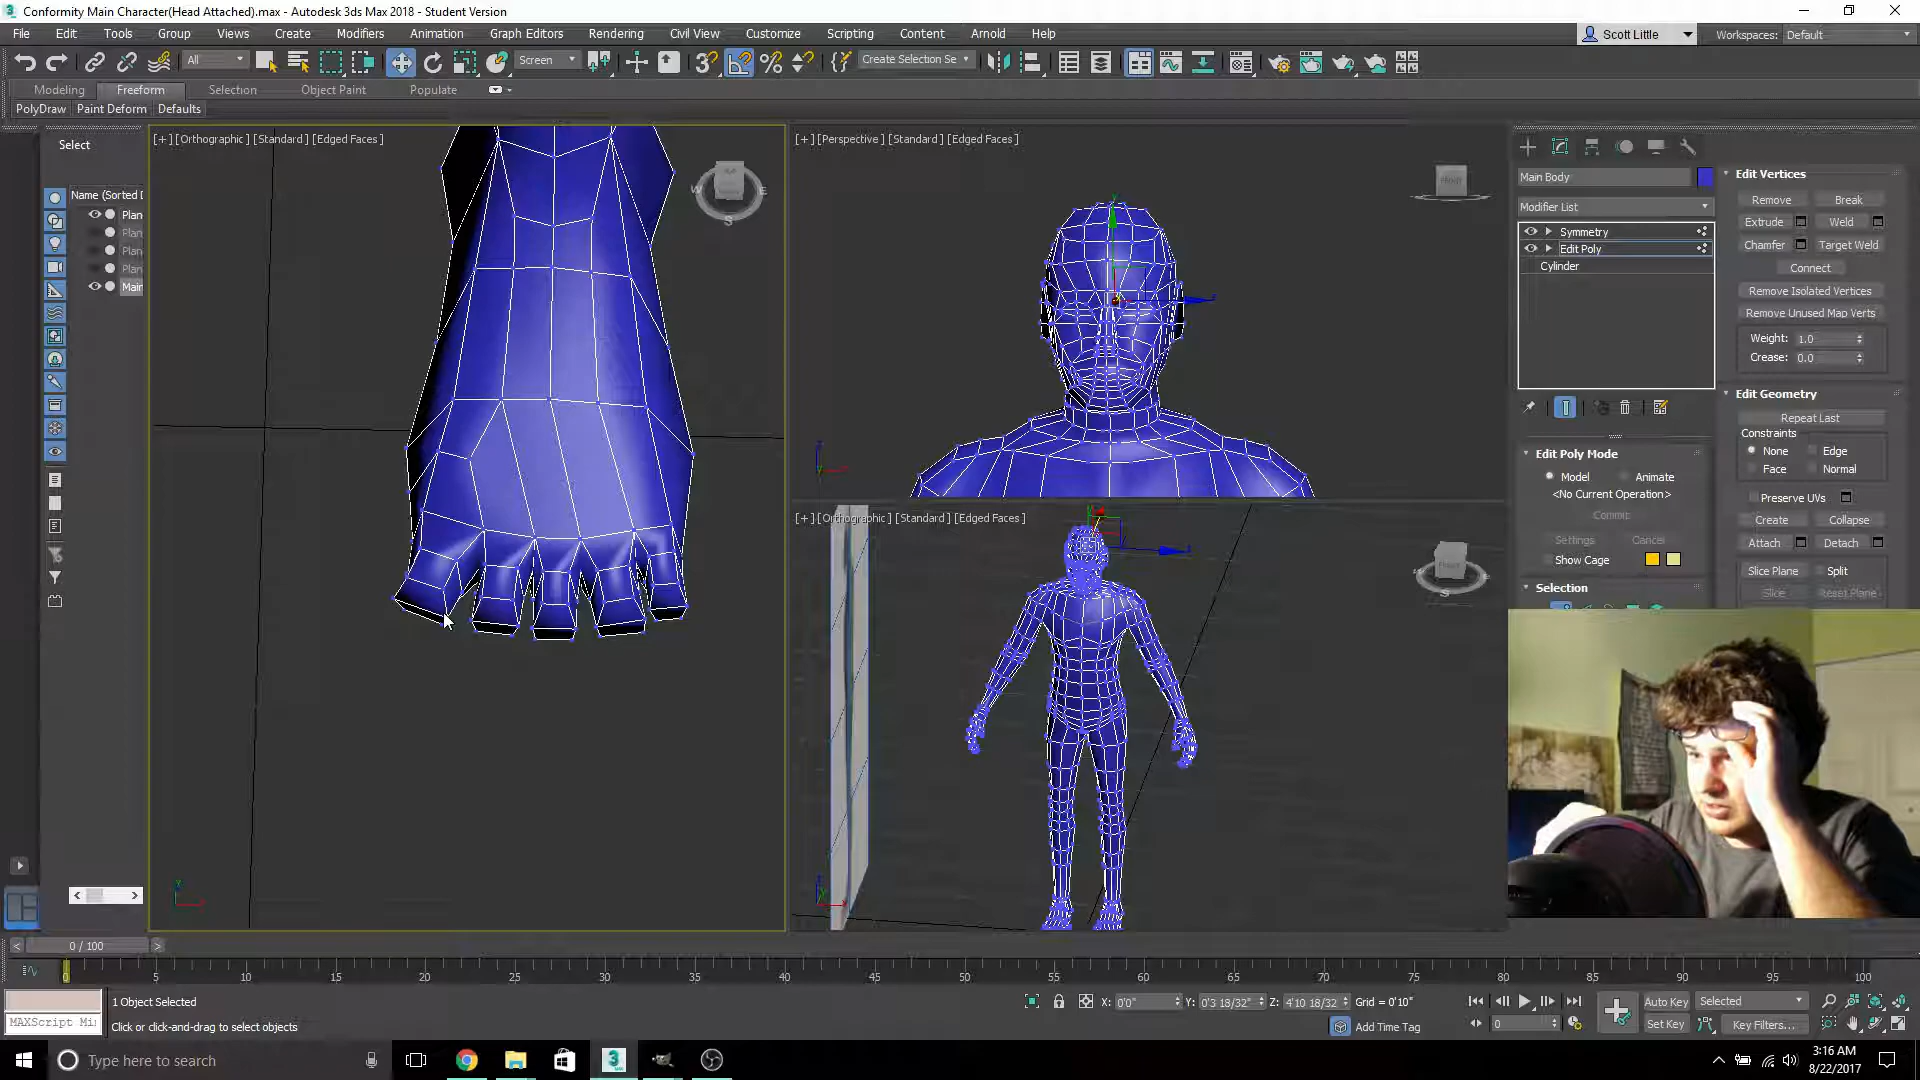 Conformity Main Character(Head Attached).max - Autodesk 3ds Max 2018 - Student Version
File Edit Tools Group Views Create Modifiers Animation Graph Editors Rendering Civil View Customize Scripting Content Arnold Help
Scott Little Workspaces: Default
All Screen Create Selection Se
Modeling Freeform Selection Object Paint Populate
PolyDraw Paint Deform Defaults
Select
Name (Sorted
Plan
Plan
Plan
Plan
Main
[+] [Orthographic] [Standard] [Edged Faces]
[+] [Perspective] [Standard] [Edged Faces]
[+] [Orthographic] [Standard] [Edged Faces]
Main Body
Modifier List
Symmetry
Edit Poly
Cylinder
Edit Poly Mode
Model Animate
<No Current Operation>
Commit
Settings Cancel
Show Cage
Selection
Edit Vertices
Remove Break
Extrude Weld
Chamfer Target Weld
Connect
Remove Isolated Vertices
Remove Unused Map Verts
Weight: 1.0
Crease: 0.0
Edit Geometry
Repeat Last
Constraints
None Edge
Face Normal
Preserve UVs
Create Collapse
Attach Detach
Slice Plane Split
Slice Reset Plane
0 / 100
0 5 10 15 20 25 30 35 40 45 50 55 60 65 70 75 80 85 90 95 100
1 Object Selected
X: 0'0" Y: 0'3 18/32" Z: 4'10 18/32 Grid = 0'10"
Auto Key Selected
MAXScript Mi
Click or click-and-drag to select objects
Add Time Tag
0
Set Key Key Filters...
Type here to search
3:16 AM
8/22/2017